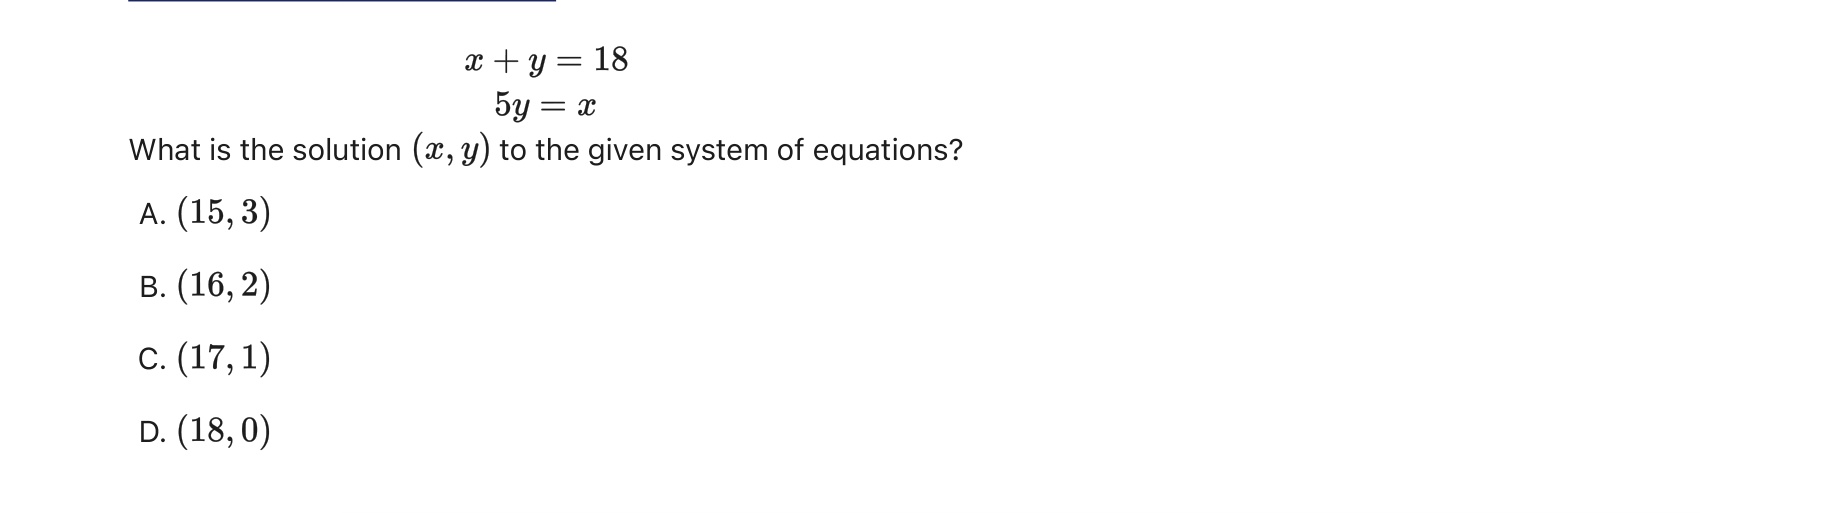 x + y = 18
5y = x
What is the solution (x, y) to the given system of equations?
A. (15, 3)
B. (16, 2)
C. (17, 1)
D. (18, 0)